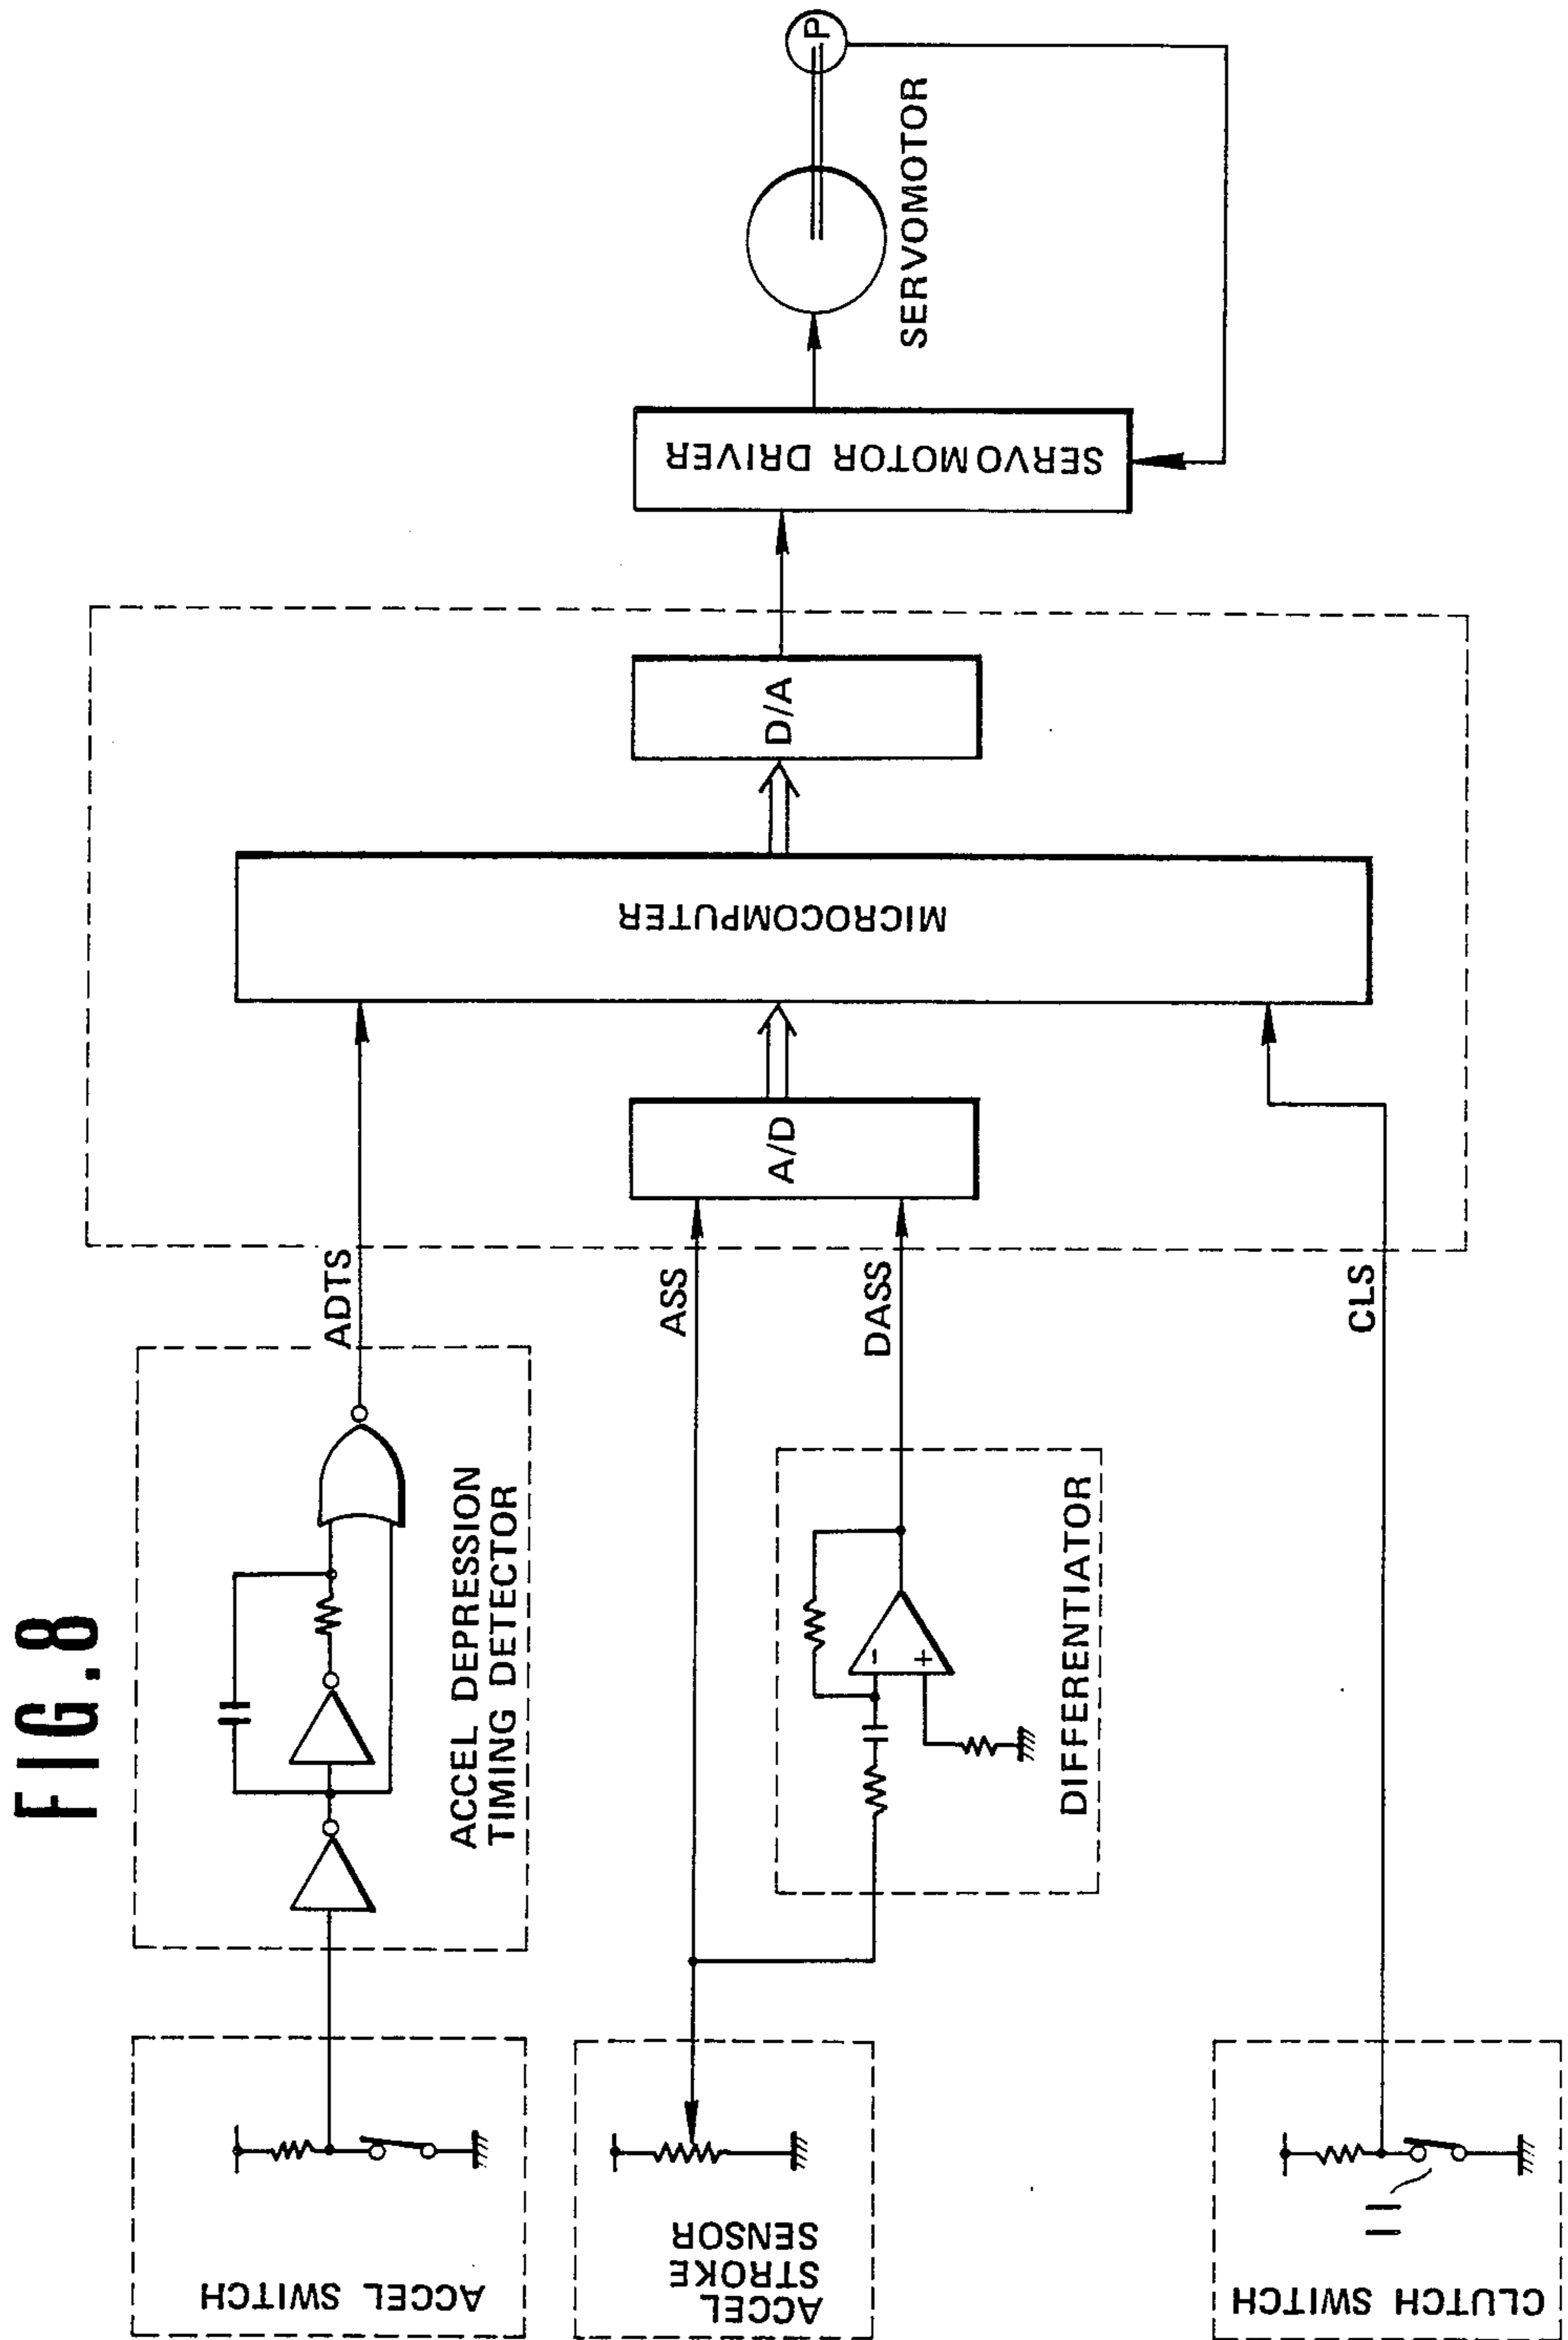 FIG.8
ACCEL SWITCH
ACCEL DEPRESSION
TIMING DETECTOR
ADTS
ACCEL
STROKE
SENSOR
ASS
DASS
DIFFERENTIATOR
-
+
CLUTCH SWITCH
11
CLS
A/D
MICROCOMPUTER
D/A
SERVOMOTOR DRIVER
SERVOMOTOR
P